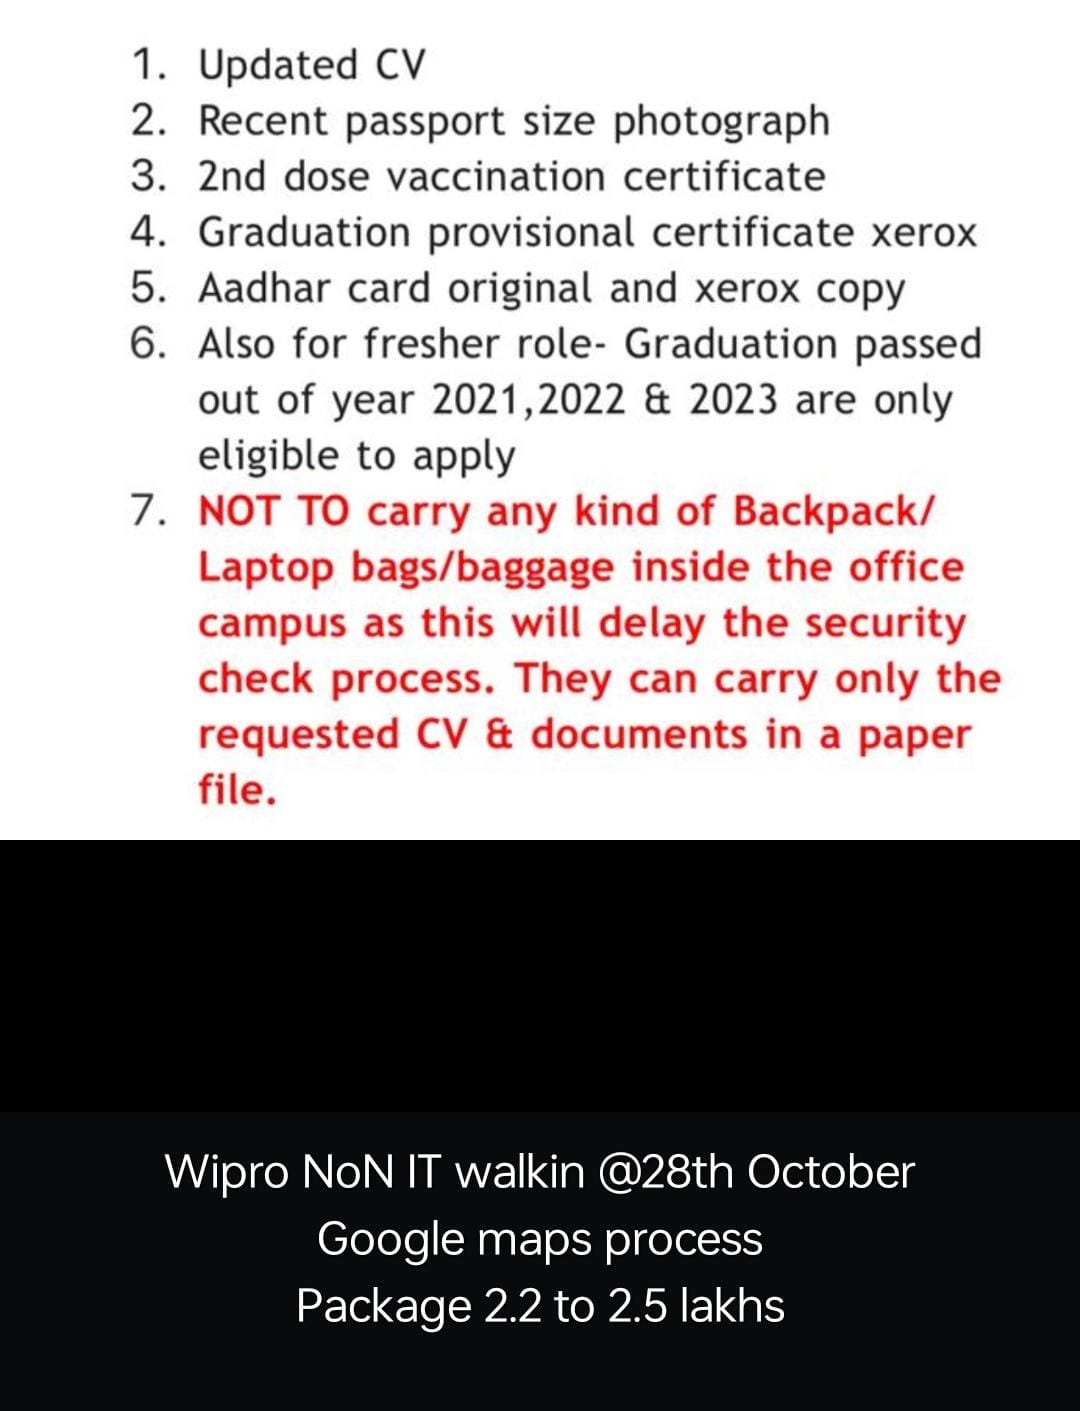 1. Updated CV
2. Recent passport size photograph
3. 2nd dose vaccination certificate
4. Graduation provisional certificate xerox
5. Aadhar card original and xerox copy
6. Also for fresher role- Graduation passed
out of year 2021,2022 & 2023 are only
eligible to apply
7. NOT TO carry any kind of Backpack/
Laptop bags/baggage inside the office
campus as this will delay the security
check process. They can carry only the
requested CV & documents in a paper
file.
Wipro NoN IT walkin @28th October
Google maps process
Package 2.2 to 2.5 lakhs